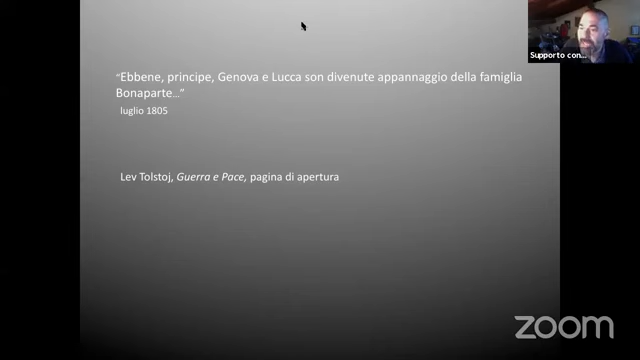 "Ebbene, principe, Genova e Lucca son divenute appannaggio della famiglia
Bonaparte…"
luglio 1805
Lev Tolstoj, Guerra e Pace, pagina di apertura
Supporto con...
zoom